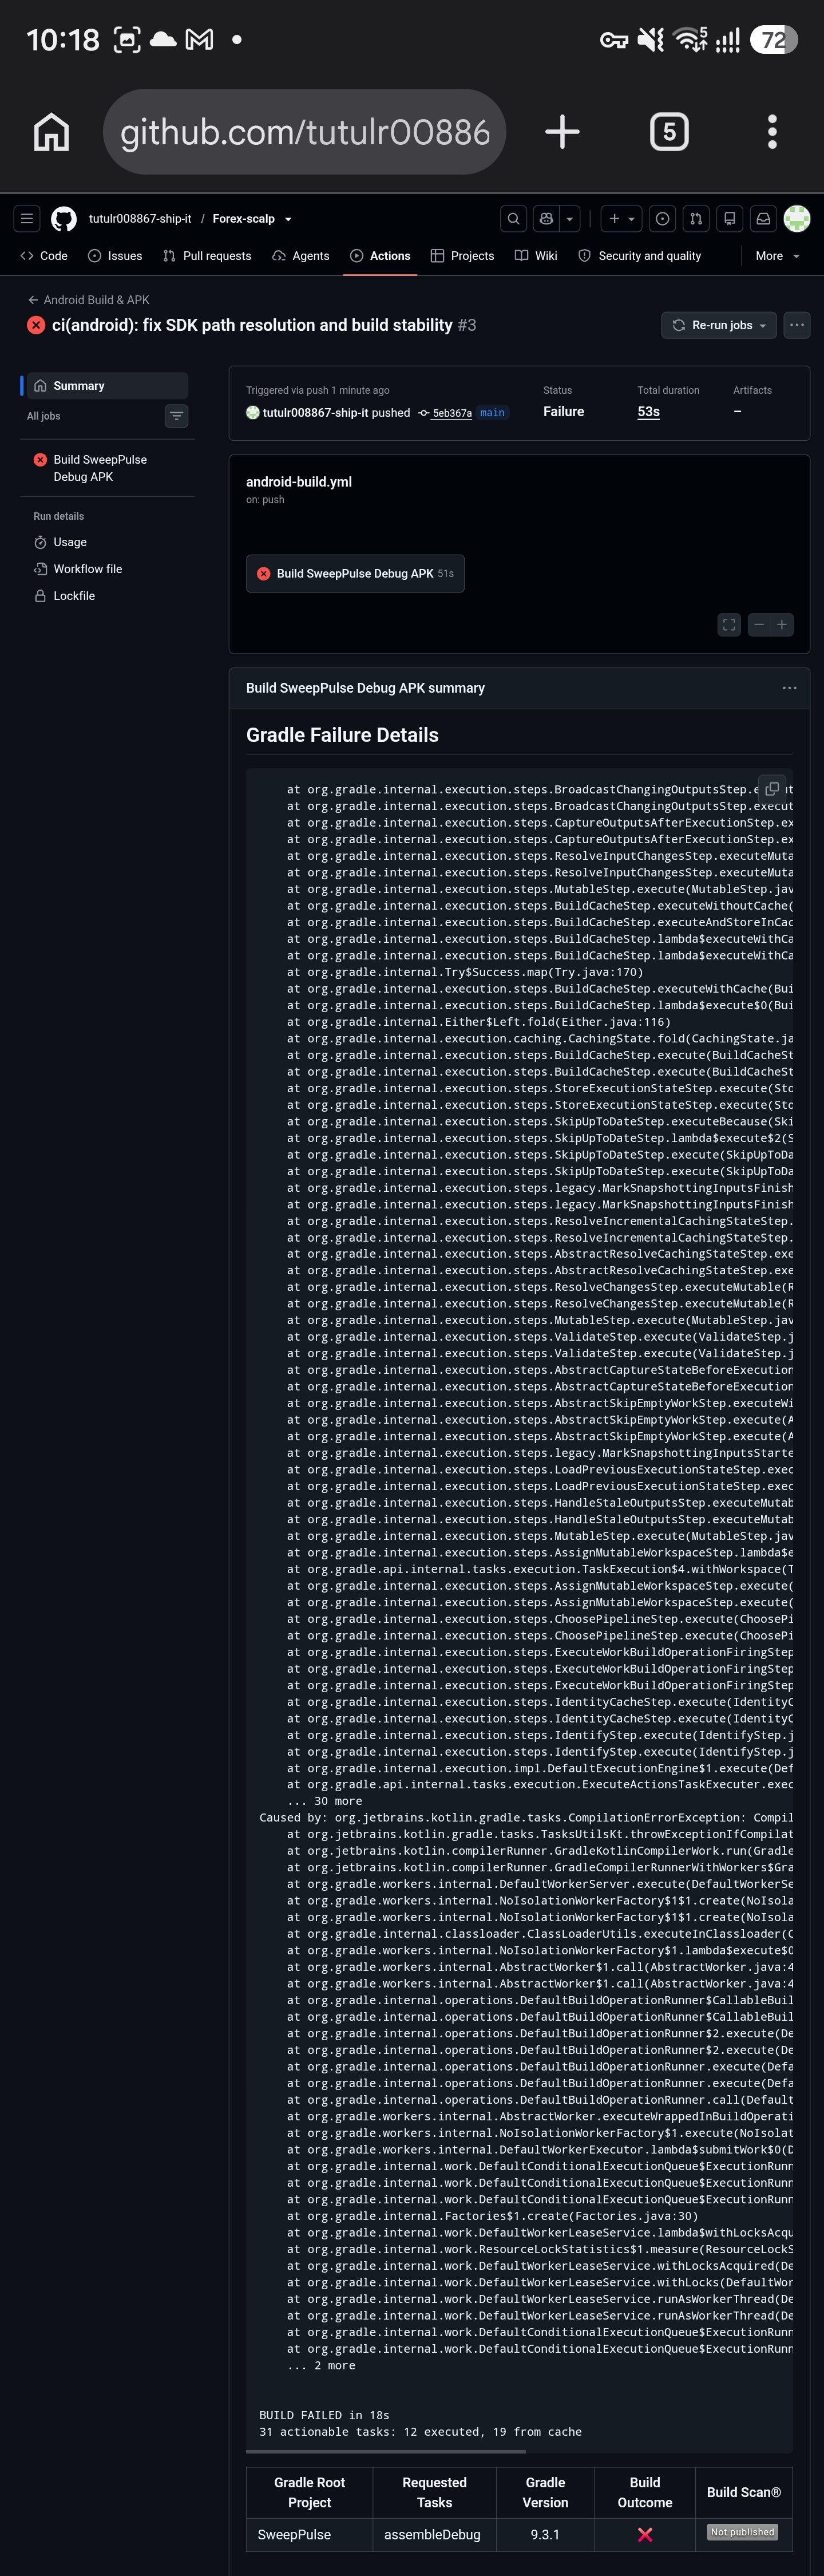 10:18
5
72
github.com/tutulr00886
5
tutulr008867-ship-it / Forex-scalp
Code Issues Pull requests Agents Actions Projects Wiki Security and quality More
Android Build & APK
ci(android): fix SDK path resolution and build stability #3
Re-run jobs
Summary
All jobs
Build SweepPulse
Debug APK
Run details
Usage
Workflow file
Lockfile
Triggered via push 1 minute ago
tutulr008867-ship-it pushed 5eb367a main
Status
Failure
Total duration
53s
Artifacts
–
android-build.yml
on: push
Build SweepPulse Debug APK 51s
Build SweepPulse Debug APK summary
Gradle Failure Details
at org.gradle.internal.execution.steps.BroadcastChangingOutputsStep.
at org.gradle.internal.execution.steps.BroadcastChangingOutputsStep.execut
at org.gradle.internal.execution.steps.CaptureOutputsAfterExecutionStep.ex
at org.gradle.internal.execution.steps.CaptureOutputsAfterExecutionStep.ex
at org.gradle.internal.execution.steps.ResolveInputChangesStep.executeMuta
at org.gradle.internal.execution.steps.ResolveInputChangesStep.executeMuta
at org.gradle.internal.execution.steps.MutableStep.execute(MutableStep.jav
at org.gradle.internal.execution.steps.BuildCacheStep.executeWithoutCache(
at org.gradle.internal.execution.steps.BuildCacheStep.executeAndStoreInCac
at org.gradle.internal.execution.steps.BuildCacheStep.lambda$executeWithCa
at org.gradle.internal.execution.steps.BuildCacheStep.lambda$executeWithCa
at org.gradle.internal.Try$Success.map(Try.java:170)
at org.gradle.internal.execution.steps.BuildCacheStep.executeWithCache(Bui
at org.gradle.internal.execution.steps.BuildCacheStep.lambda$execute$0(Bui
at org.gradle.internal.Either$Left.fold(Either.java:116)
at org.gradle.internal.execution.caching.CachingState.fold(CachingState.ja
at org.gradle.internal.execution.steps.BuildCacheStep.execute(BuildCacheSt
at org.gradle.internal.execution.steps.BuildCacheStep.execute(BuildCacheSt
at org.gradle.internal.execution.steps.StoreExecutionStateStep.execute(Sto
at org.gradle.internal.execution.steps.StoreExecutionStateStep.execute(Sto
at org.gradle.internal.execution.steps.SkipUpToDateStep.executeBecause(Ski
at org.gradle.internal.execution.steps.SkipUpToDateStep.lambda$execute$2(S
at org.gradle.internal.execution.steps.SkipUpToDateStep.execute(SkipUpToDa
at org.gradle.internal.execution.steps.SkipUpToDateStep.execute(SkipUpToDa
at org.gradle.internal.execution.steps.legacy.MarkSnapshottingInputsFinish
at org.gradle.internal.execution.steps.legacy.MarkSnapshottingInputsFinish
at org.gradle.internal.execution.steps.ResolveIncrementalCachingStateStep.
at org.gradle.internal.execution.steps.ResolveIncrementalCachingStateStep.
at org.gradle.internal.execution.steps.AbstractResolveCachingStateStep.exe
at org.gradle.internal.execution.steps.AbstractResolveCachingStateStep.exe
at org.gradle.internal.execution.steps.ResolveChangesStep.executeMutable(R
at org.gradle.internal.execution.steps.ResolveChangesStep.executeMutable(R
at org.gradle.internal.execution.steps.MutableStep.execute(MutableStep.jav
at org.gradle.internal.execution.steps.ValidateStep.execute(ValidateStep.j
at org.gradle.internal.execution.steps.ValidateStep.execute(ValidateStep.j
at org.gradle.internal.execution.steps.AbstractCaptureStateBeforeExecution
at org.gradle.internal.execution.steps.AbstractCaptureStateBeforeExecution
at org.gradle.internal.execution.steps.AbstractSkipEmptyWorkStep.executeWi
at org.gradle.internal.execution.steps.AbstractSkipEmptyWorkStep.execute(A
at org.gradle.internal.execution.steps.AbstractSkipEmptyWorkStep.execute(A
at org.gradle.internal.execution.steps.legacy.MarkSnapshottingInputsStarte
at org.gradle.internal.execution.steps.LoadPreviousExecutionStateStep.exec
at org.gradle.internal.execution.steps.LoadPreviousExecutionStateStep.exec
at org.gradle.internal.execution.steps.HandleStaleOutputsStep.executeMutab
at org.gradle.internal.execution.steps.HandleStaleOutputsStep.executeMutab
at org.gradle.internal.execution.steps.MutableStep.execute(MutableStep.jav
at org.gradle.internal.execution.steps.AssignMutableWorkspaceStep.lambda$e
at org.gradle.api.internal.tasks.execution.TaskExecution$4.withWorkspace(T
at org.gradle.internal.execution.steps.AssignMutableWorkspaceStep.execute(
at org.gradle.internal.execution.steps.AssignMutableWorkspaceStep.execute(
at org.gradle.internal.execution.steps.ChoosePipelineStep.execute(ChoosePi
at org.gradle.internal.execution.steps.ChoosePipelineStep.execute(ChoosePi
at org.gradle.internal.execution.steps.ExecuteWorkBuildOperationFiringStep
at org.gradle.internal.execution.steps.ExecuteWorkBuildOperationFiringStep
at org.gradle.internal.execution.steps.ExecuteWorkBuildOperationFiringStep
at org.gradle.internal.execution.steps.IdentityCacheStep.execute(IdentityC
at org.gradle.internal.execution.steps.IdentityCacheStep.execute(IdentityC
at org.gradle.internal.execution.steps.IdentifyStep.execute(IdentifyStep.j
at org.gradle.internal.execution.steps.IdentifyStep.execute(IdentifyStep.j
at org.gradle.internal.execution.impl.DefaultExecutionEngine$1.execute(Def
at org.gradle.api.internal.tasks.execution.ExecuteActionsTaskExecuter.exec
... 30 more
Caused by: org.jetbrains.kotlin.gradle.tasks.CompilationErrorException: Compil
at org.jetbrains.kotlin.gradle.tasks.TasksUtilsKt.throwExceptionIfCompilat
at org.jetbrains.kotlin.compilerRunner.GradleKotlinCompilerWork.run(Gradle
at org.jetbrains.kotlin.compilerRunner.GradleCompilerRunnerWithWorkers$Gra
at org.gradle.workers.internal.DefaultWorkerServer.execute(DefaultWorkerSe
at org.gradle.workers.internal.NoIsolationWorkerFactory$1$1.create(NoIsola
at org.gradle.workers.internal.NoIsolationWorkerFactory$1$1.create(NoIsola
at org.gradle.internal.classloader.ClassLoaderUtils.executeInClassloader(C
at org.gradle.workers.internal.NoIsolationWorkerFactory$1.lambda$execute$0
at org.gradle.workers.internal.AbstractWorker$1.call(AbstractWorker.java:4
at org.gradle.workers.internal.AbstractWorker$1.call(AbstractWorker.java:4
at org.gradle.internal.operations.DefaultBuildOperationRunner$CallableBuil
at org.gradle.internal.operations.DefaultBuildOperationRunner$CallableBuil
at org.gradle.internal.operations.DefaultBuildOperationRunner$2.execute(De
at org.gradle.internal.operations.DefaultBuildOperationRunner$2.execute(De
at org.gradle.internal.operations.DefaultBuildOperationRunner.execute(Defa
at org.gradle.internal.operations.DefaultBuildOperationRunner.execute(Defa
at org.gradle.internal.operations.DefaultBuildOperationRunner.call(Default
at org.gradle.workers.internal.AbstractWorker.executeWrappedInBuildOperati
at org.gradle.workers.internal.NoIsolationWorkerFactory$1.execute(NoIsolat
at org.gradle.workers.internal.DefaultWorkerExecutor.lambda$submitWork$0(D
at org.gradle.internal.work.DefaultConditionalExecutionQueue$ExecutionRunn
at org.gradle.internal.work.DefaultConditionalExecutionQueue$ExecutionRunn
at org.gradle.internal.work.DefaultConditionalExecutionQueue$ExecutionRunn
at org.gradle.internal.Factories$1.create(Factories.java:30)
at org.gradle.internal.work.DefaultWorkerLeaseService.lambda$withLocksAcqu
at org.gradle.internal.work.ResourceLockStatistics$1.measure(ResourceLockS
at org.gradle.internal.work.DefaultWorkerLeaseService.withLocksAcquired(De
at org.gradle.internal.work.DefaultWorkerLeaseService.withLocks(DefaultWor
at org.gradle.internal.work.DefaultWorkerLeaseService.runAsWorkerThread(De
at org.gradle.internal.work.DefaultWorkerLeaseService.runAsWorkerThread(De
at org.gradle.internal.work.DefaultConditionalExecutionQueue$ExecutionRunn
at org.gradle.internal.work.DefaultConditionalExecutionQueue$ExecutionRunn
... 2 more
BUILD FAILED in 18s
31 actionable tasks: 12 executed, 19 from cache
Gradle Root
Project
Requested
Tasks
Gradle
Version
Build
Outcome
Build Scan®
SweepPulse assembleDebug 9.3.1 ❌ Not published